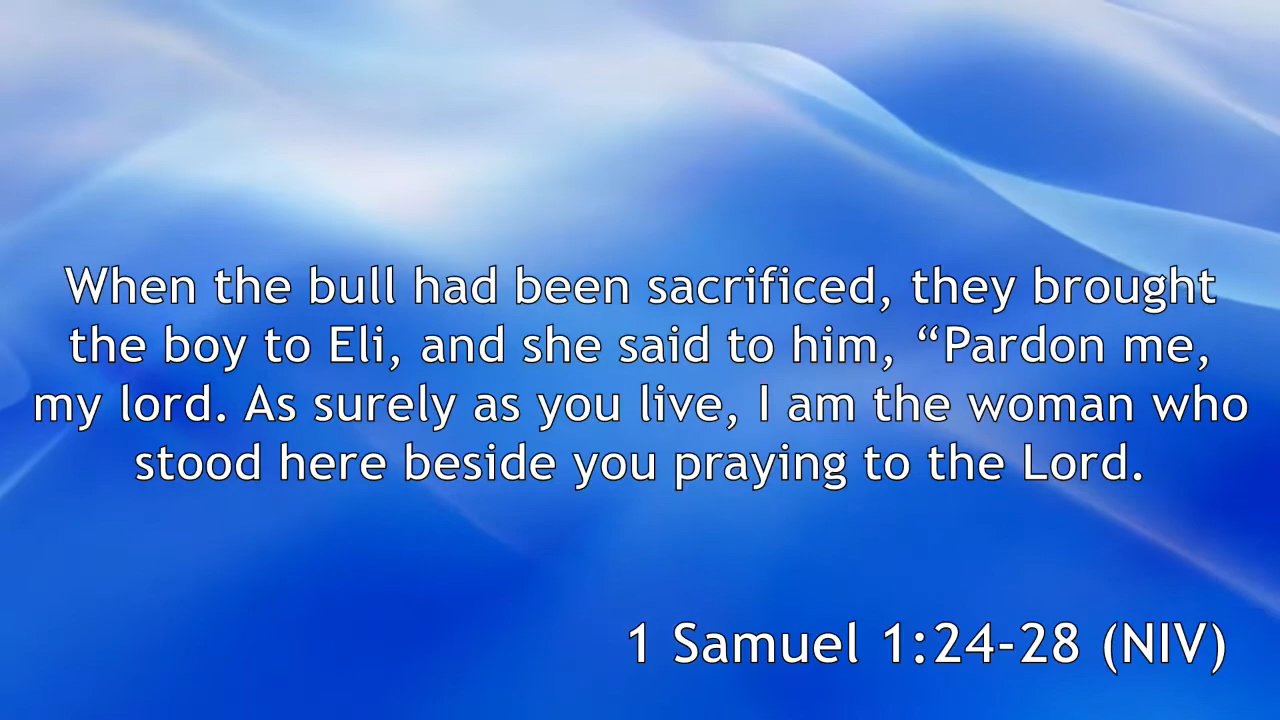 When the bull had been sacrificed, they brought
the boy to Eli, and she said to him, “Pardon me,
my lord. As surely as you live, I am the woman who
stood here beside you praying to the Lord.
1 Samuel 1:24-28 (NIV)